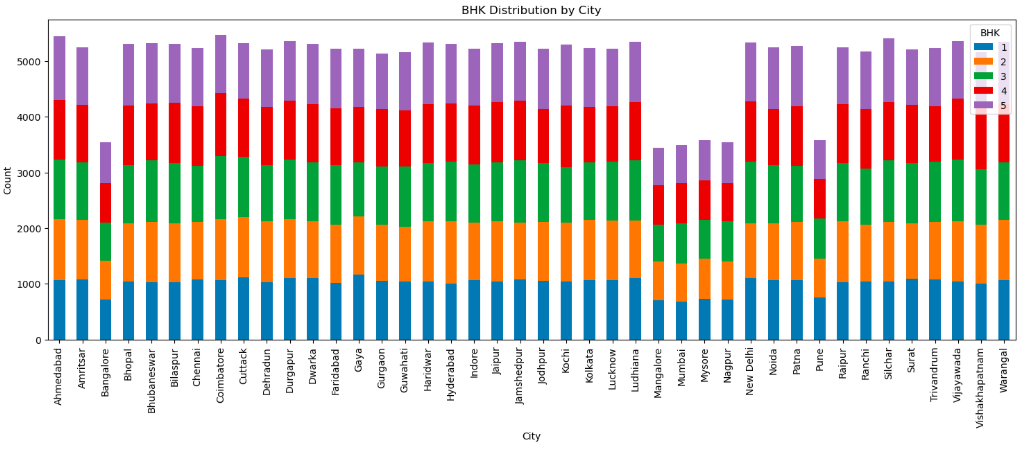 BHK Distribution by City
BHK
1
2
3
4
5
Count
5000
4000
3000
2000
1000
0
Ahmedabad
Amritsar
Bangalore
Bhopal
Bhubaneswar
Bilaspur
Chennai
Coimbatore
Cuttack
Dehradun
Durgapur
Dwarka
Faridabad
Gaya
Gurgaon
Guwahati
Haridwar
Hyderabad
Indore
Jaipur
Jamshedpur
Jodhpur
Kochi
Kolkata
Lucknow
Ludhiana
Mangalore
Mumbai
Mysore
Nagpur
New Delhi
Noida
Patna
Pune
Raipur
Ranchi
Silchar
Surat
Trivandrum
Vijayawada
Vishakhapatnam
Warangal
City